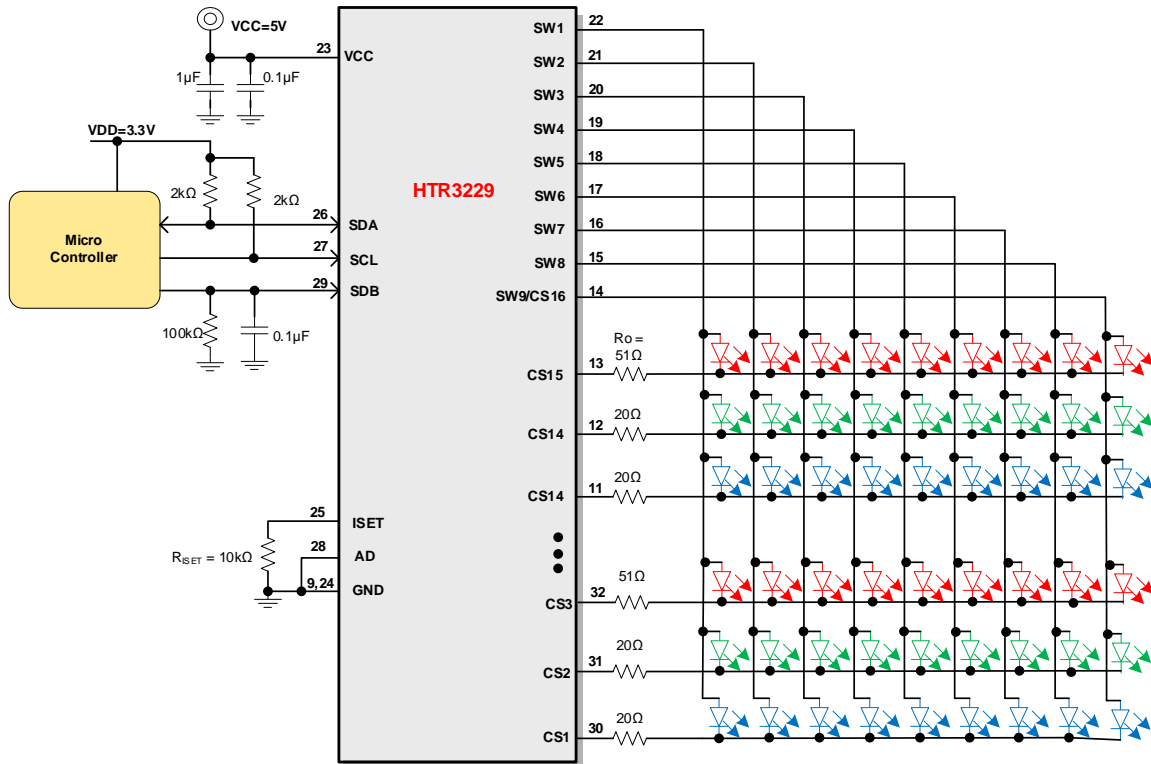 VCC=5V
23
VCC
1µF
0.1µF
VDD=3.3V
2kΩ
2kΩ
Micro
Controller
26
SDA
27
SCL
29
SDB
100kΩ
0.1µF
HTR3229
25
ISET
RISET = 10kΩ
28
AD
9,24
GND
SW1
22
SW2
21
SW3
20
SW4
19
SW5
18
SW6
17
SW7
16
SW8
15
SW9/CS16
14
Ro =
51Ω
CS15
13
20Ω
CS14
12
20Ω
CS14
11
51Ω
CS3
32
20Ω
CS2
31
20Ω
CS1
30